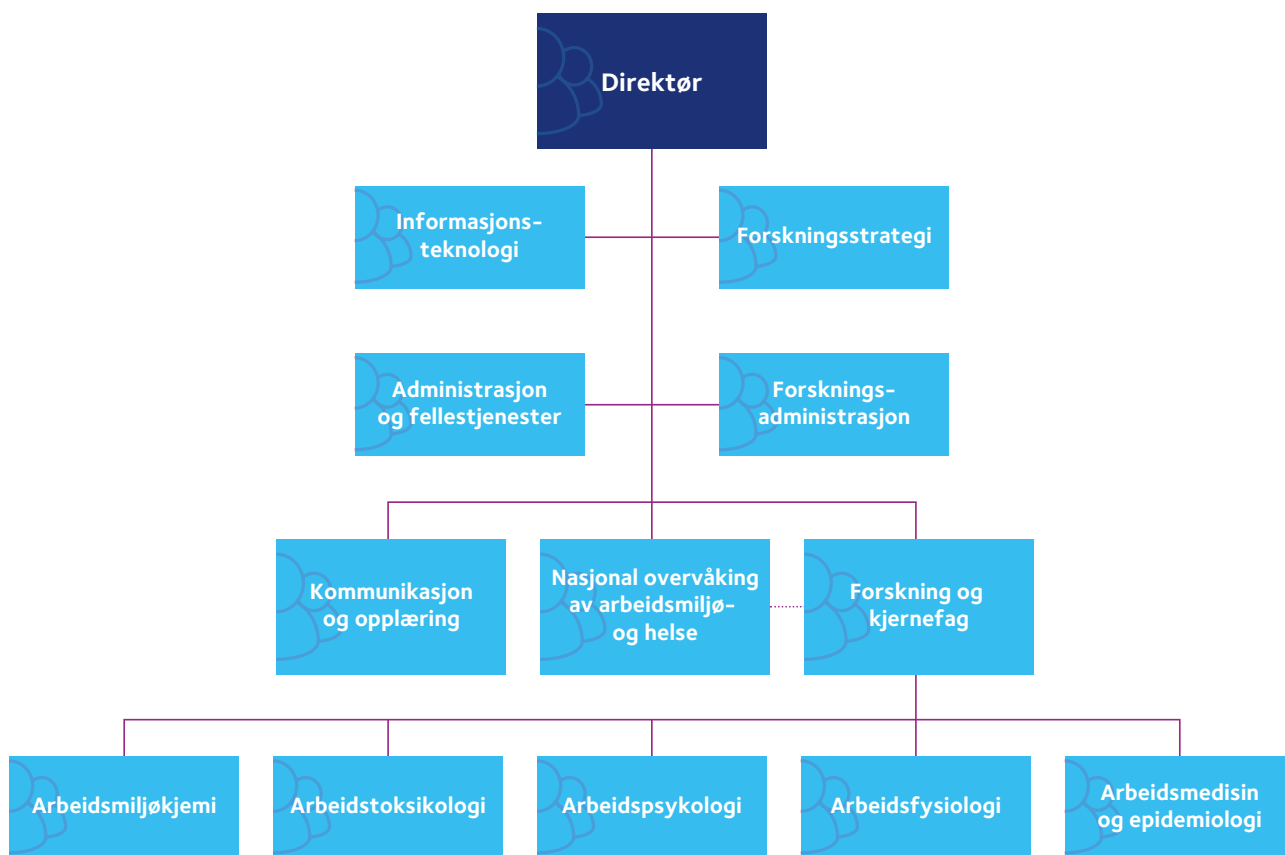 Direktør
Informasjons-
teknologi
Forskningsstrategi
Administrasjon
og fellestjenester
Forsknings-
administrasjon
Kommunikasjon
og opplæring
Nasjonal overvåking
av arbeidsmiljø-
og helse
Forskning og
kjernefag
Arbeidsmiljøkjemi
Arbeidstoksikologi
Arbeidspsykologi
Arbeidsfysiologi
Arbeidsmedisin
og epidemiologi